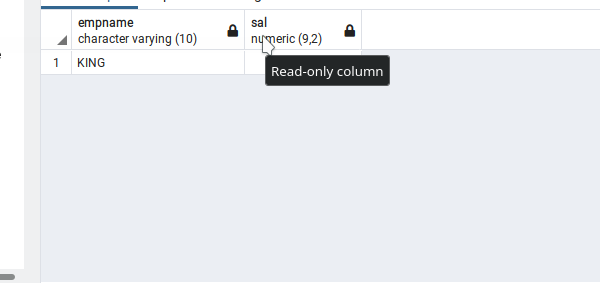 empname
character varying (10)
sal
numeric (9,2)
1
KING
Read-only column